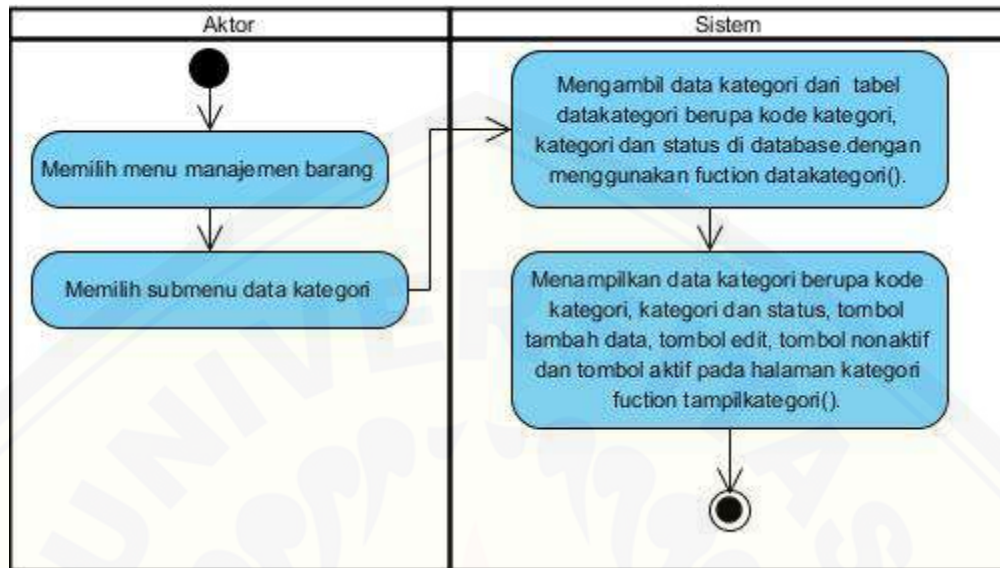 Aktor
Sistem
Memilih menu manajemen barang
Memilih submenu data kategori
Mengambil data kategori dari tabel
datakategori berupa kode kategori,
kategori dan status di database.dengan
menggunakan fuction datakategori().
Menampilkan data kategori berupa kode
kategori, kategori dan status, tombol
tambah data, tombol edit, tombol nonaktif
dan tombol aktif pada halaman kategori
fuction tampilkategori().
UNIVERSITAS